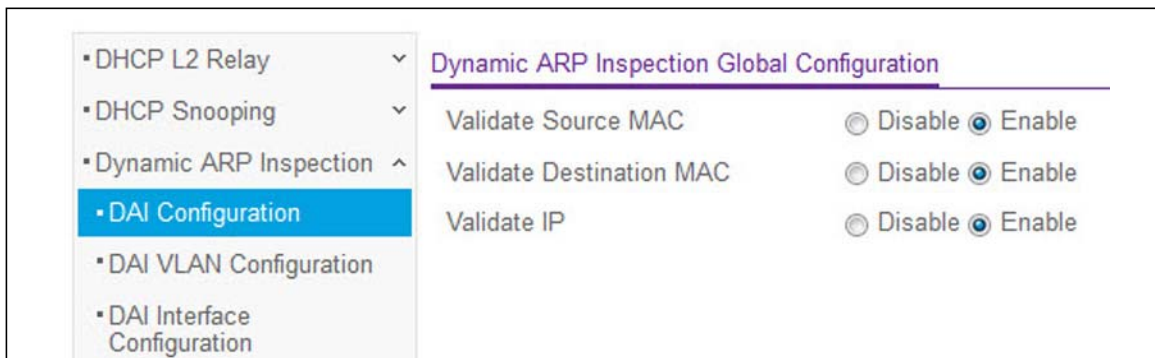 DHCP L2 Relay
DHCP Snooping
Dynamic ARP Inspection
DAI Configuration
DAI VLAN Configuration
DAI Interface
Configuration
Dynamic ARP Inspection Global Configuration
Validate Source MAC Disable Enable
Validate Destination MAC Disable Enable
Validate IP Disable Enable